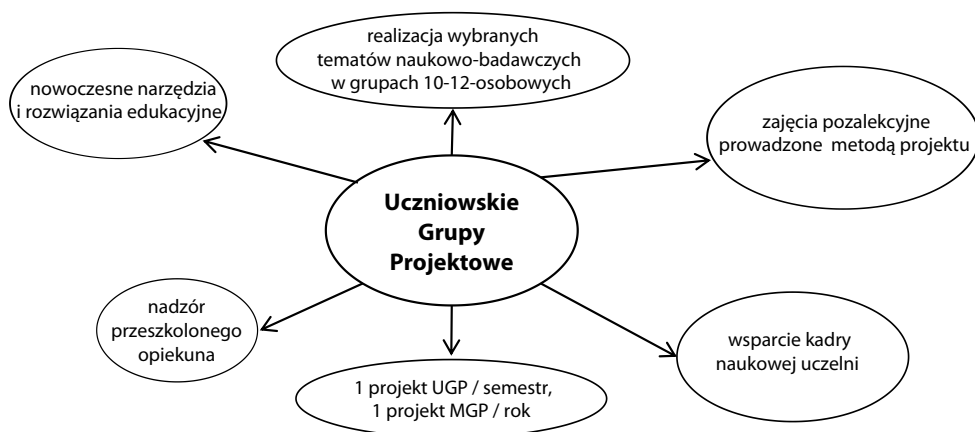 realizacja wybranych
tematów naukowo-badawczych
w grupach 10-12-osobowych
nowoczesne narzędzia
i rozwiązania edukacyjne
zajęcia pozalekcyjne
prowadzone metodą projektu
Uczniowskie
Grupy
Projektowe
nadzór
przeszkolonego
opiekuna
wsparcie kadry
naukowej uczelni
1 projekt UGP / semestr,
1 projekt MGP / rok